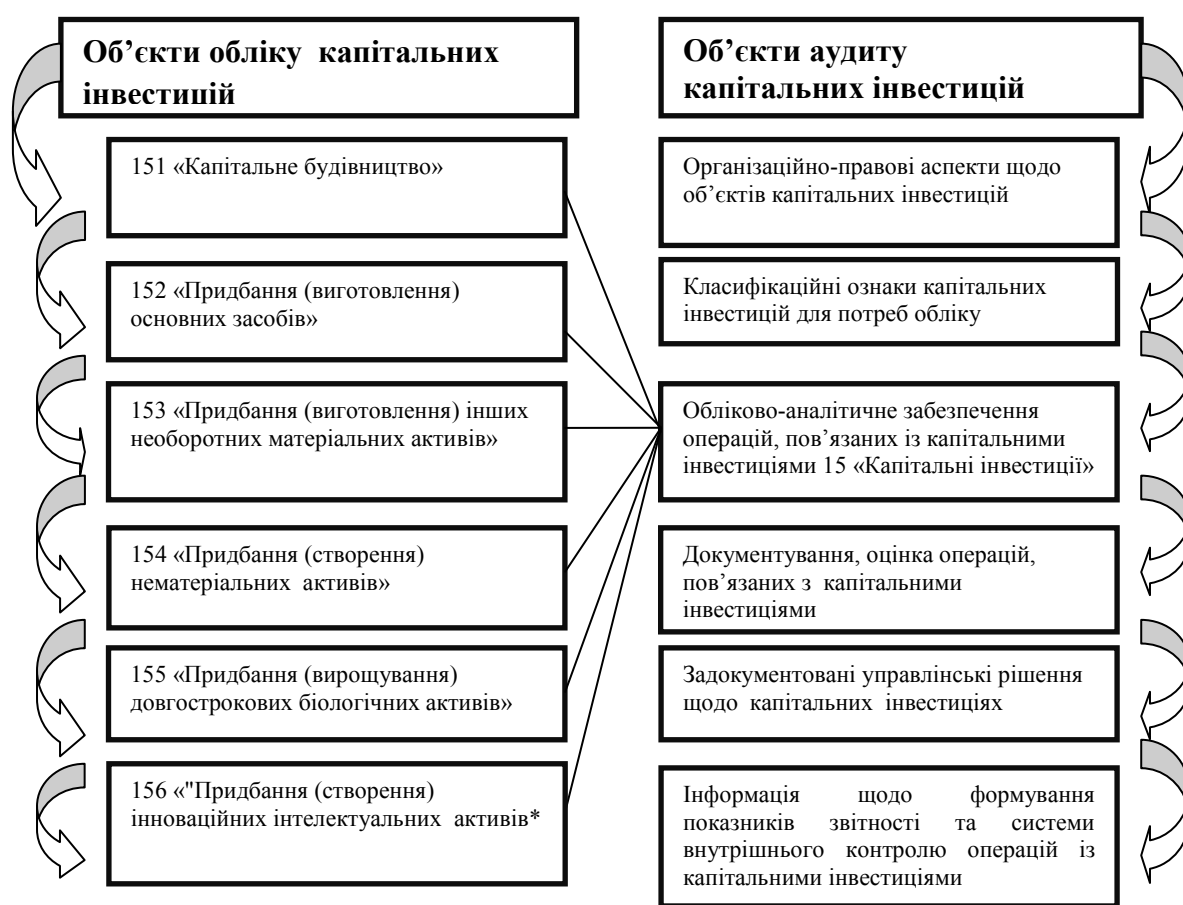 Об’єкти обліку капітальних
інвестицій
151 «Капітальне будівництво»
152 «Придбання (виготовлення)
основних засобів»
153 «Придбання (виготовлення) інших
необоротних матеріальних активів»
154 «Придбання (створення)
нематеріальних активів»
155 «Придбання (вирощування)
довгострокових біологічних активів»
156 «"Придбання (створення)
інноваційних інтелектуальних активів*
Об’єкти аудиту
капітальних інвестицій
Організаційно-правові аспекти щодо
об’єктів капітальних інвестицій
Класифікаційні ознаки капітальних
інвестицій для потреб обліку
Обліково-аналітичне забезпечення
операцій, пов’язаних із капітальними
інвестиціями 15 «Капітальні інвестиції»
Документування, оцінка операцій,
пов’язаних з капітальними
інвестиціями
Задокументовані управлінські рішення
щодо капітальних інвестиціях
Інформація щодо формування
показників звітності та системи
внутрішнього контролю операцій із
капітальними інвестиціями